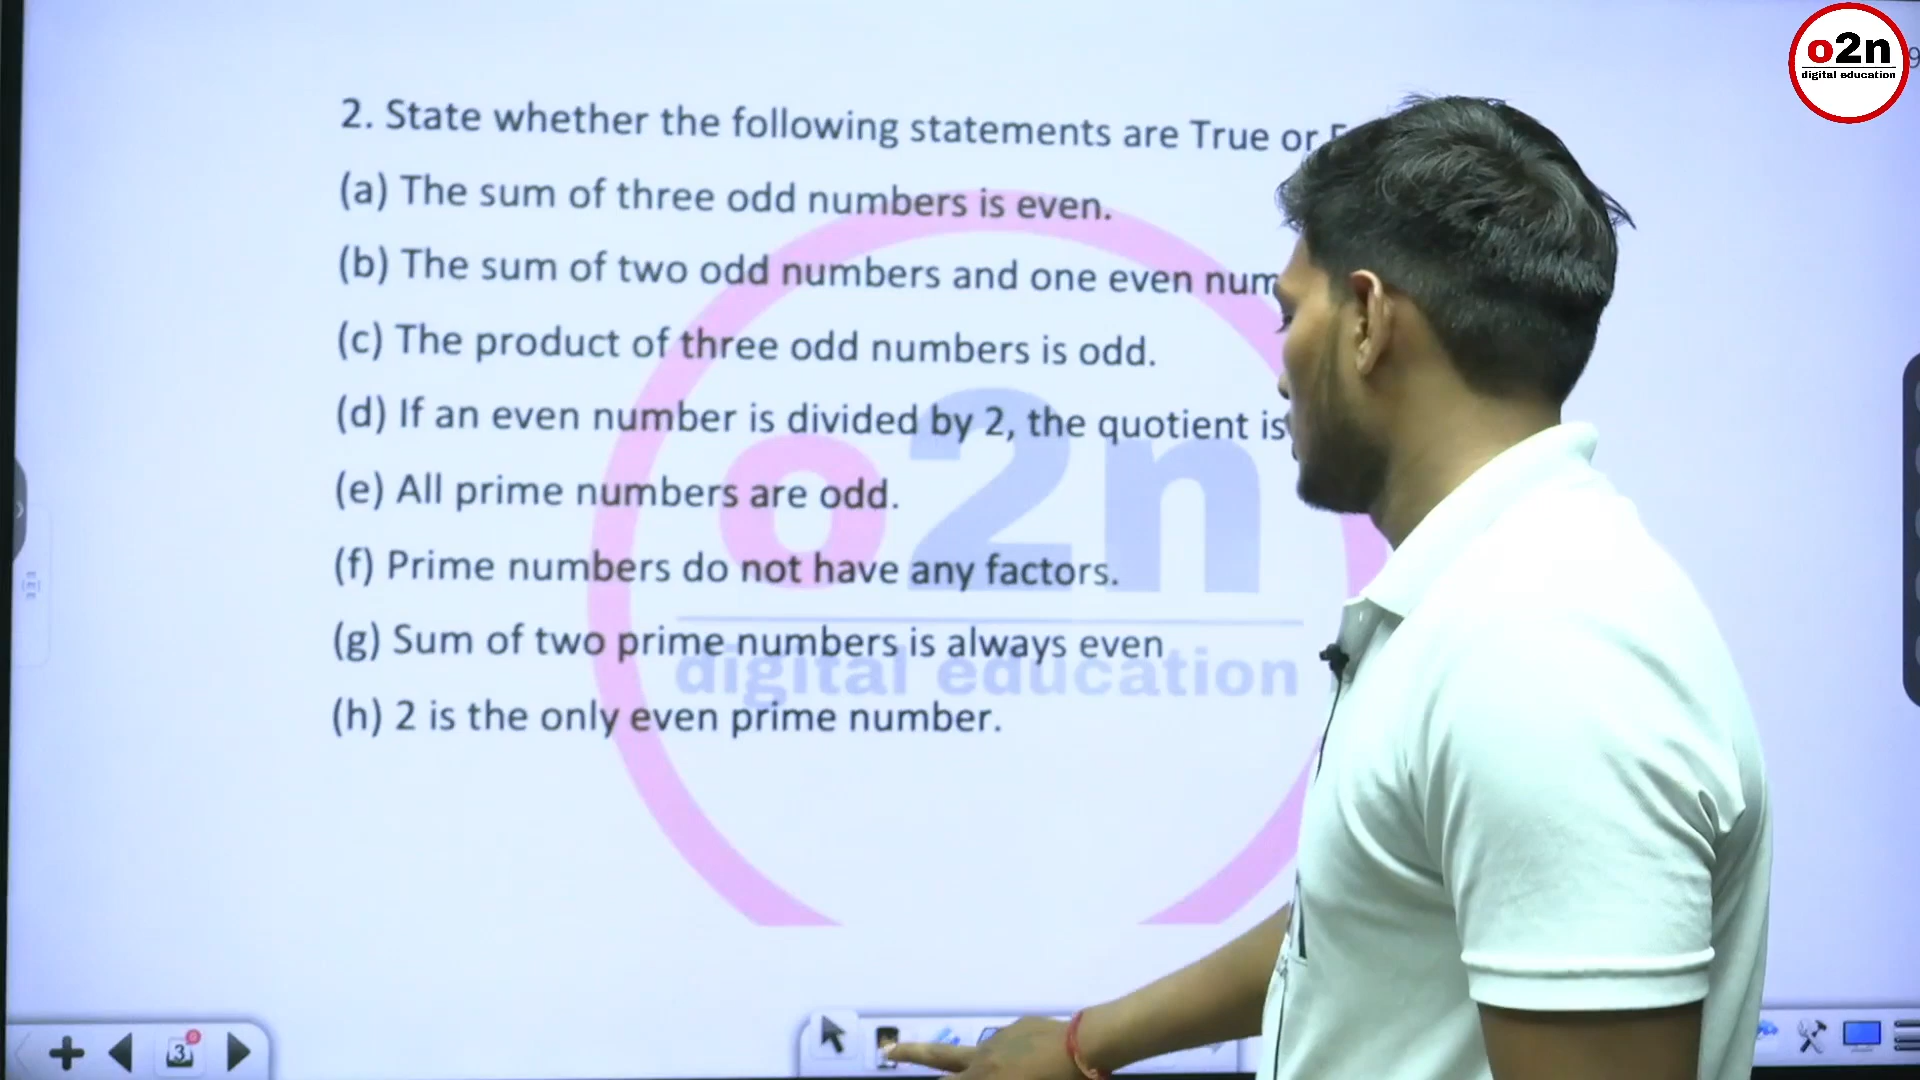 o2n
digital education
2. State whether the following statements are True or
(a) The sum of three odd numbers is even.
(b) The sum of two odd numbers and one even
(c) The product of three odd numbers is odd.
(d) If an even number is divided by 2, the quotient is
(e) All prime numbers are odd.
(f) Prime numbers do not have any factors.
(g) Sum of two prime numbers is always even
(h) 2 is the only even prime number.
o2n
digital education
3